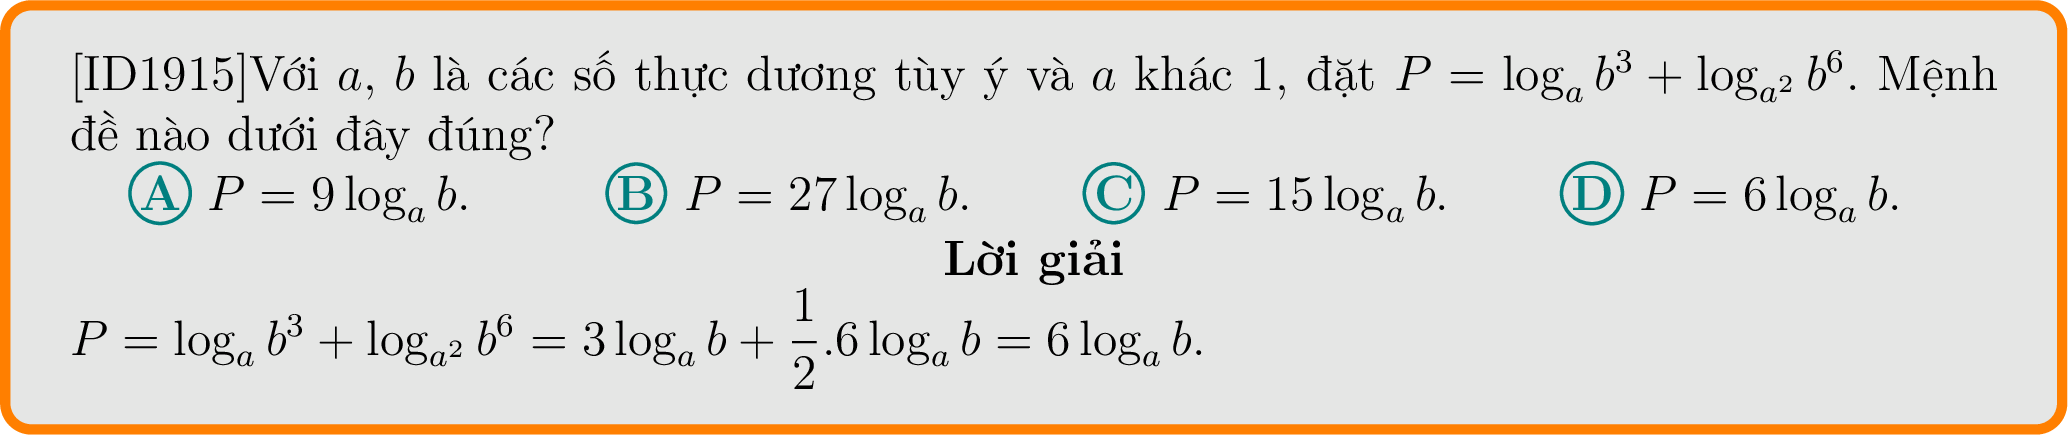 [ID1915]Với a, b là các số thực dương tùy ý và a khác 1, đặt P = log_a b^3 + log_{a^2} b^6. Mệnh
đề nào dưới đây đúng?
A P = 9 log_a b. B P = 27 log_a b. C P = 15 log_a b. D P = 6 log_a b.
Lời giải
P = log_a b^3 + log_{a^2} b^6 = 3 log_a b + \frac{1}{2}.6 log_a b = 6 log_a b.